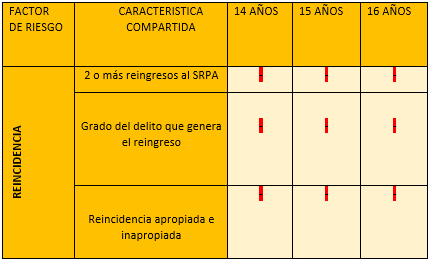 FACTOR
DE RIESGO
CARACTERISTICA
COMPARTIDA
14 AÑOS
15 AÑOS
16 AÑOS
REINCIDENCIA
2 o más reingresos al SRPA
- - -
Grado del delito que genera
el reingreso
- - -
Reincidencia apropiada e
inapropiada
- - -